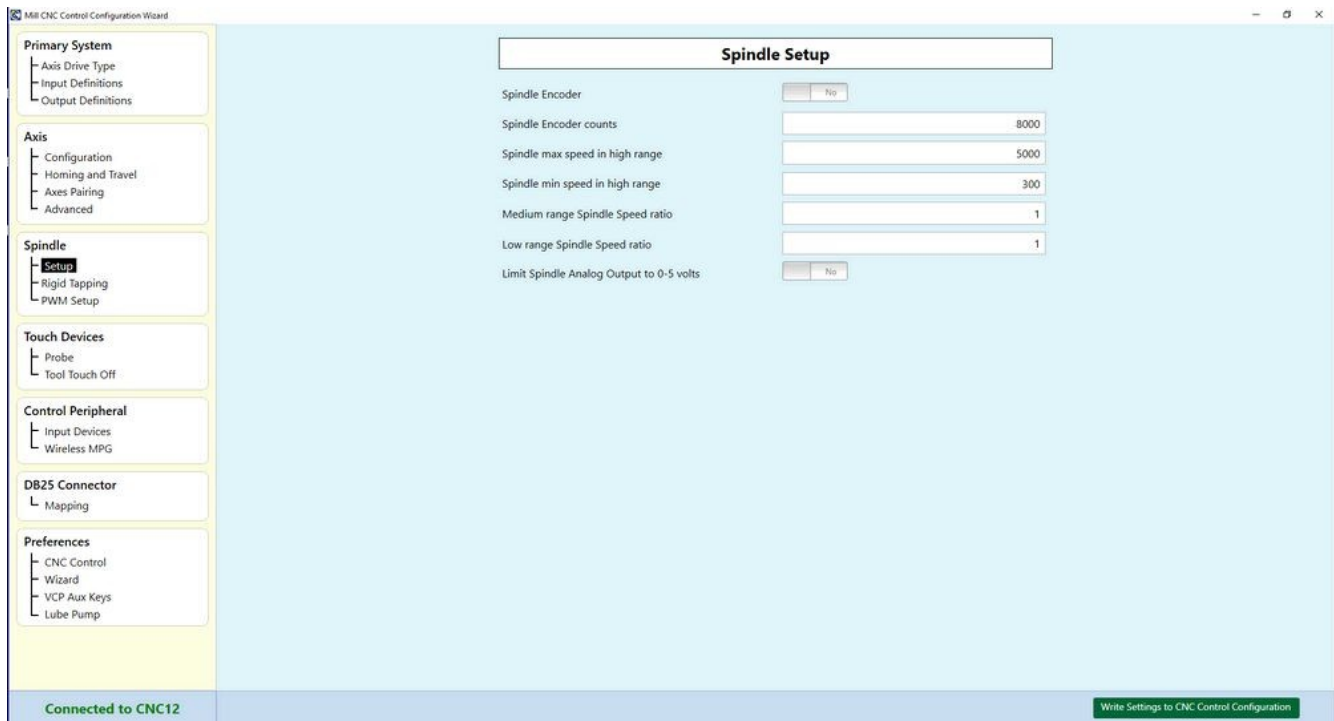 Mill CNC Control Configuration Wizard
Primary System
Axis Drive Type
Input Definitions
Output Definitions
Axis
Configuration
Homing and Travel
Axes Pairing
Advanced
Spindle
Setup
Rigid Tapping
PWM Setup
Touch Devices
Probe
Tool Touch Off
Control Peripheral
Input Devices
Wireless MPG
DB25 Connector
Mapping
Preferences
CNC Control
Wizard
VCP Aux Keys
Lube Pump
Connected to CNC12
Spindle Setup
Spindle Encoder No
Spindle Encoder counts 8000
Spindle max speed in high range 5000
Spindle min speed in high range 300
Medium range Spindle Speed ratio 1
Low range Spindle Speed ratio 1
Limit Spindle Analog Output to 0-5 volts No
Write Settings to CNC Control Configuration